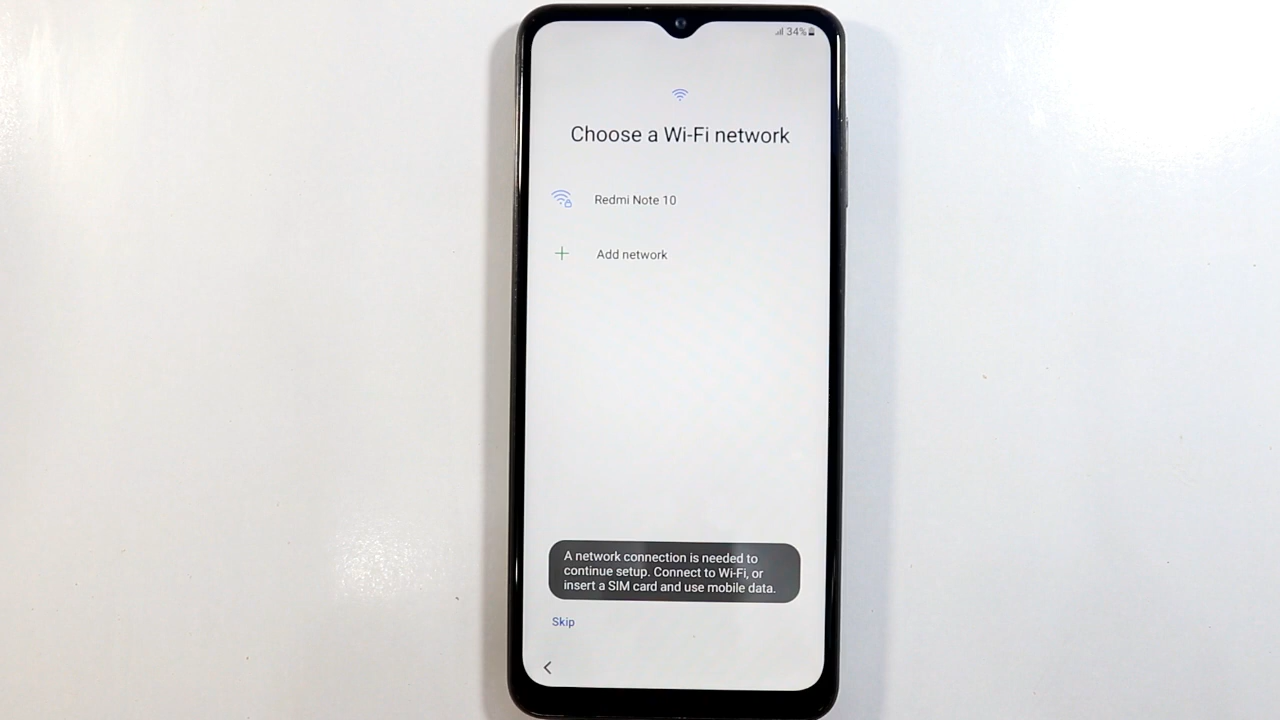 34%
Choose a Wi-Fi network
Redmi Note 10
Add network
A network connection is needed to
continue setup. Connect to Wi-Fi, or
insert a SIM card and use mobile data.
Skip